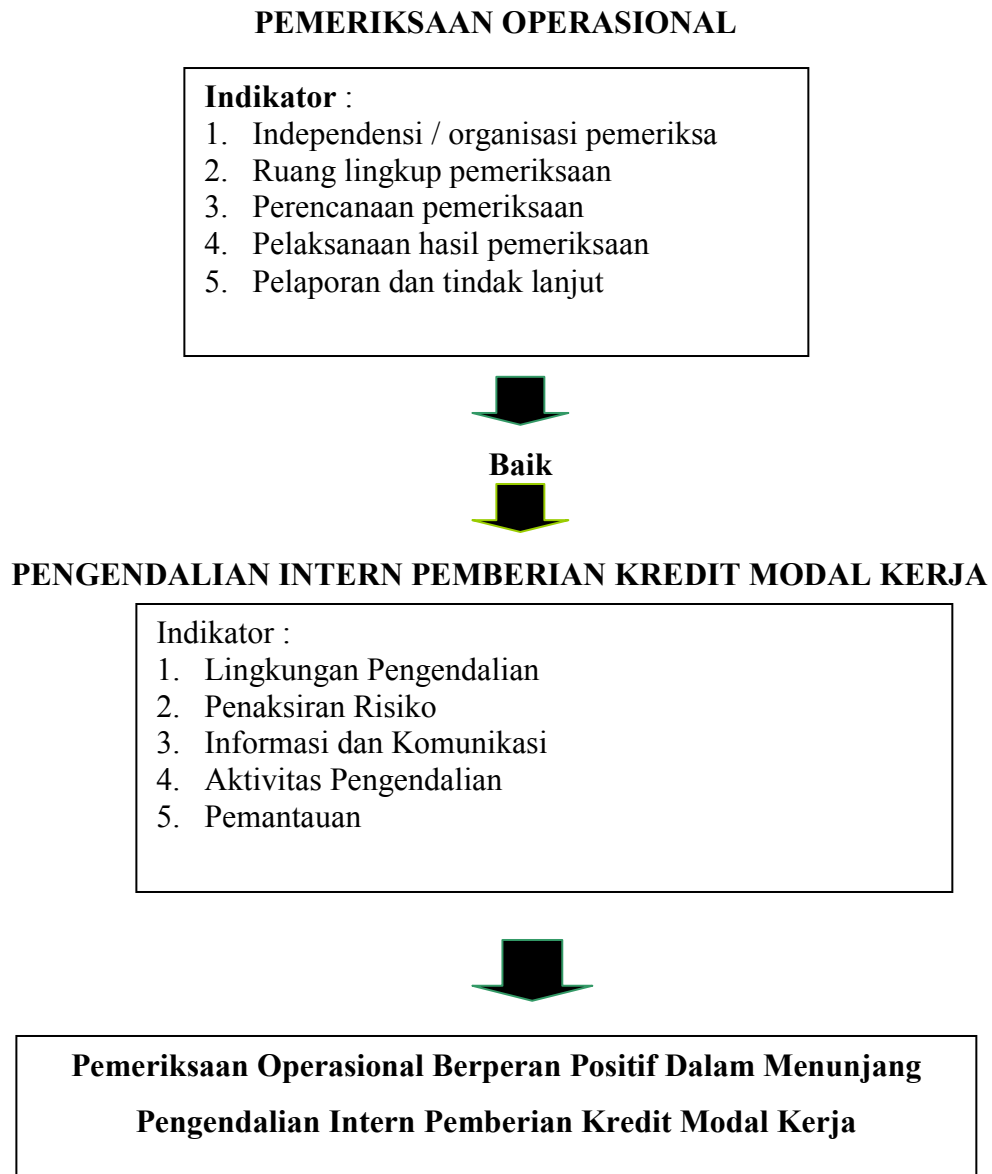 PEMERIKSAAN OPERASIONAL
Indikator :
1. Independensi / organisasi pemeriksa
2. Ruang lingkup pemeriksaan
3. Perencanaan pemeriksaan
4. Pelaksanaan hasil pemeriksaan
5. Pelaporan dan tindak lanjut
Baik
PENGENDALIAN INTERN PEMBERIAN KREDIT MODAL KERJA
Indikator :
1. Lingkungan Pengendalian
2. Penaksiran Risiko
3. Informasi dan Komunikasi
4. Aktivitas Pengendalian
5. Pemantauan
Pemeriksaan Operasional Berperan Positif Dalam Menunjang
Pengendalian Intern Pemberian Kredit Modal Kerja